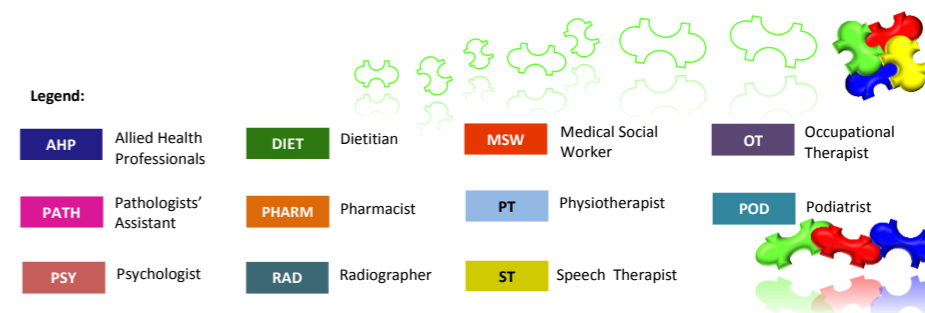 Legend:
AHP Allied Health
Professionals
DIET Dietitian
MSW Medical Social
Worker
OT Occupational
Therapist
PATH Pathologists’
Assistant
PHARM Pharmacist
PT Physiotherapist
POD Podiatrist
PSY Psychologist
RAD Radiographer
ST Speech Therapist